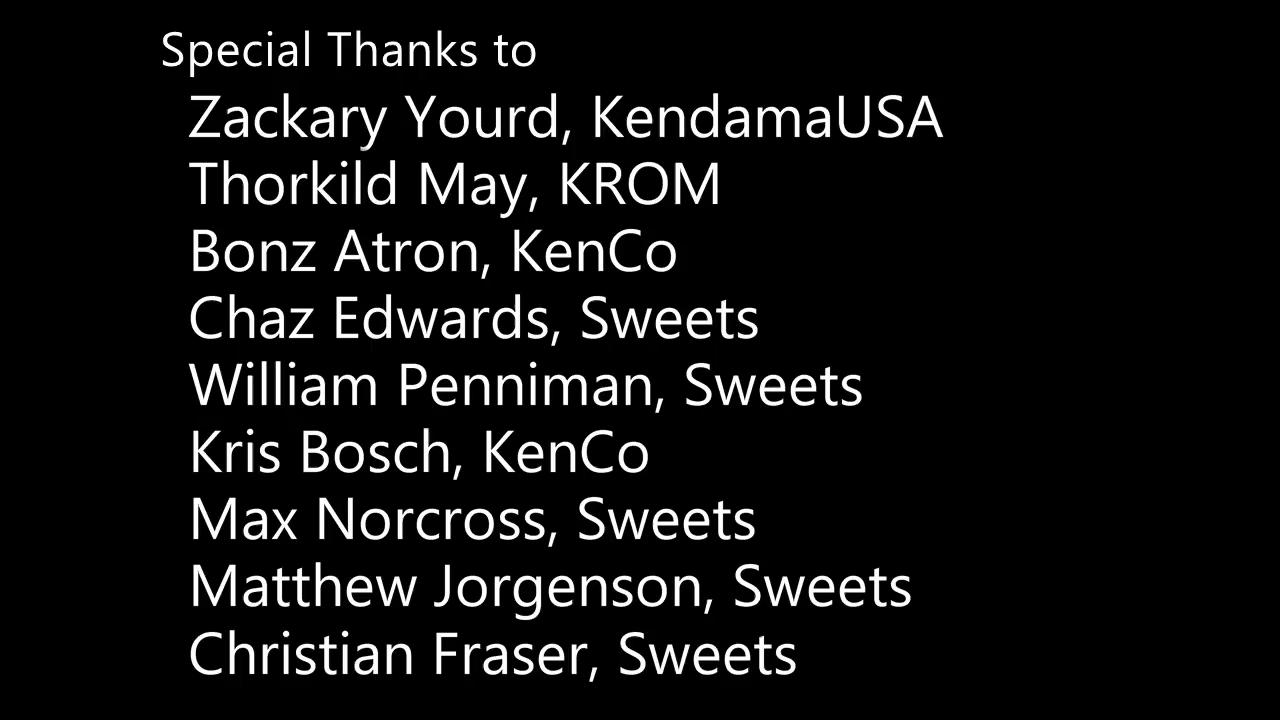 Special Thanks to
Zackary Yourd, KendamaUSA
Thorkild May, KROM
Bonz Atron, KenCo
Chaz Edwards, Sweets
William Penniman, Sweets
Kris Bosch, KenCo
Max Norcross, Sweets
Matthew Jorgenson, Sweets
Christian Fraser, Sweets